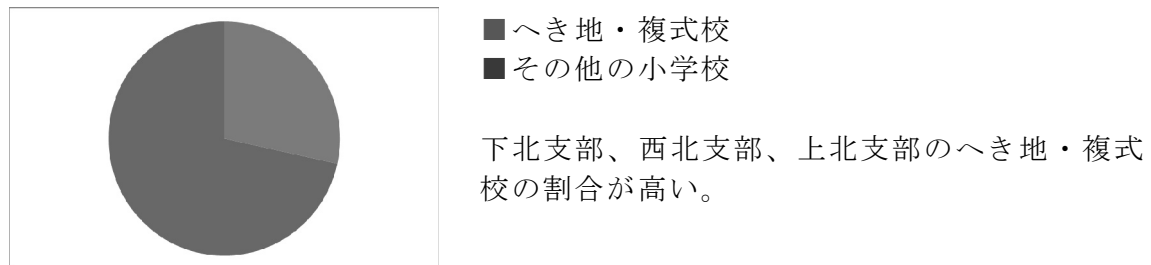 ■へき地・複式校
■その他の小学校
下北支部、西北支部、上北支部のへき地・複式
校の割合が高い。